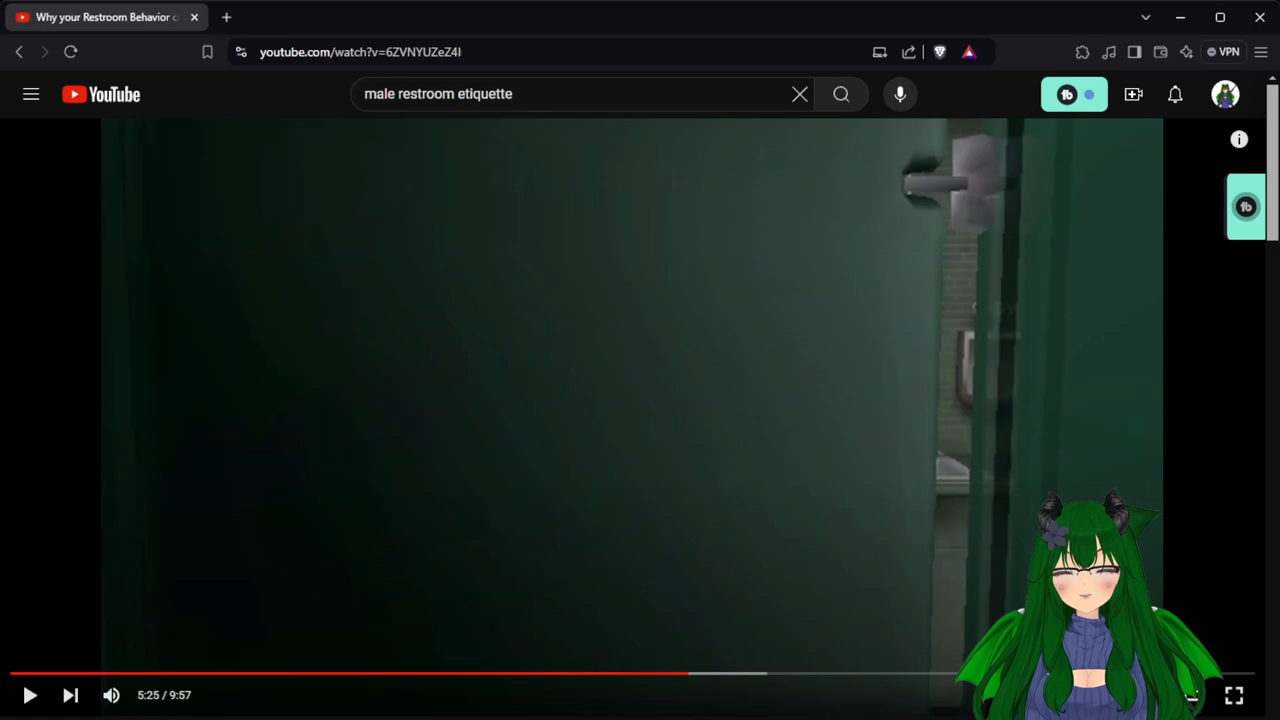 Why your Restroom Behavior c
youtube.com/watch?v=6ZVNYUZeZ4I
VPN
YouTube
male restroom etiquette
5:25 / 9:57